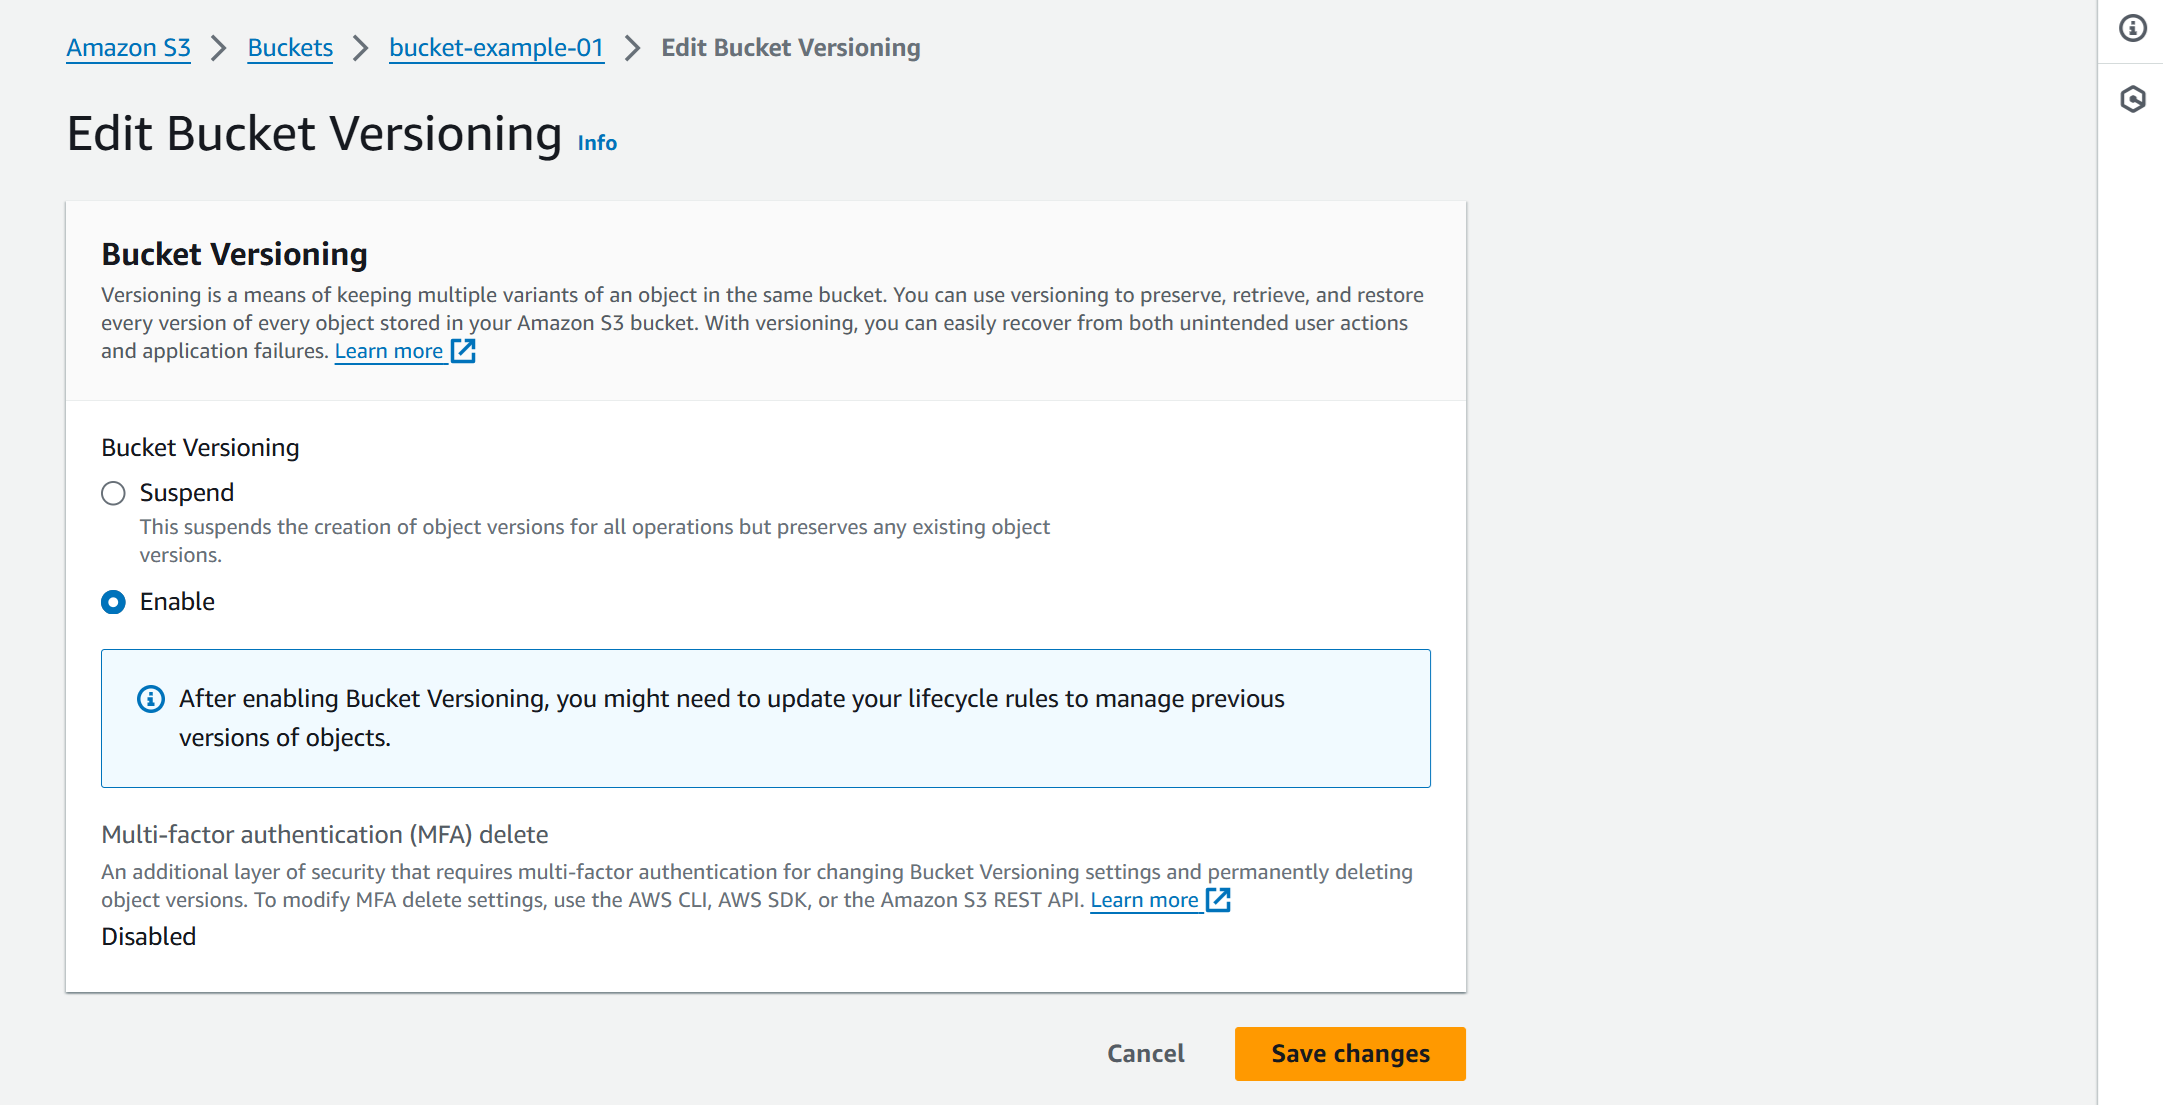 Amazon S3 > Buckets > bucket-example-01 > Edit Bucket Versioning
Edit Bucket Versioning Info
Bucket Versioning
Versioning is a means of keeping multiple variants of an object in the same bucket. You can use versioning to preserve, retrieve, and restore
every version of every object stored in your Amazon S3 bucket. With versioning, you can easily recover from both unintended user actions
and application failures. Learn more
Bucket Versioning
Suspend
This suspends the creation of object versions for all operations but preserves any existing object
versions.
Enable
After enabling Bucket Versioning, you might need to update your lifecycle rules to manage previous
versions of objects.
Multi-factor authentication (MFA) delete
An additional layer of security that requires multi-factor authentication for changing Bucket Versioning settings and permanently deleting
object versions. To modify MFA delete settings, use the AWS CLI, AWS SDK, or the Amazon S3 REST API. Learn more
Disabled
Cancel Save changes